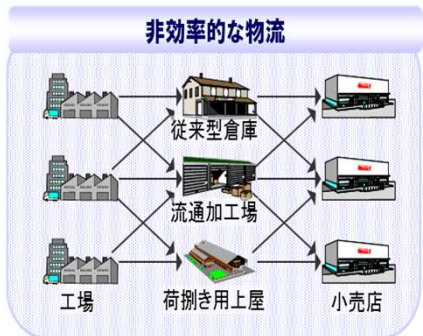 非効率的な物流
従来型倉庫
流通加工場
工場
荷捌き用上屋
小売店